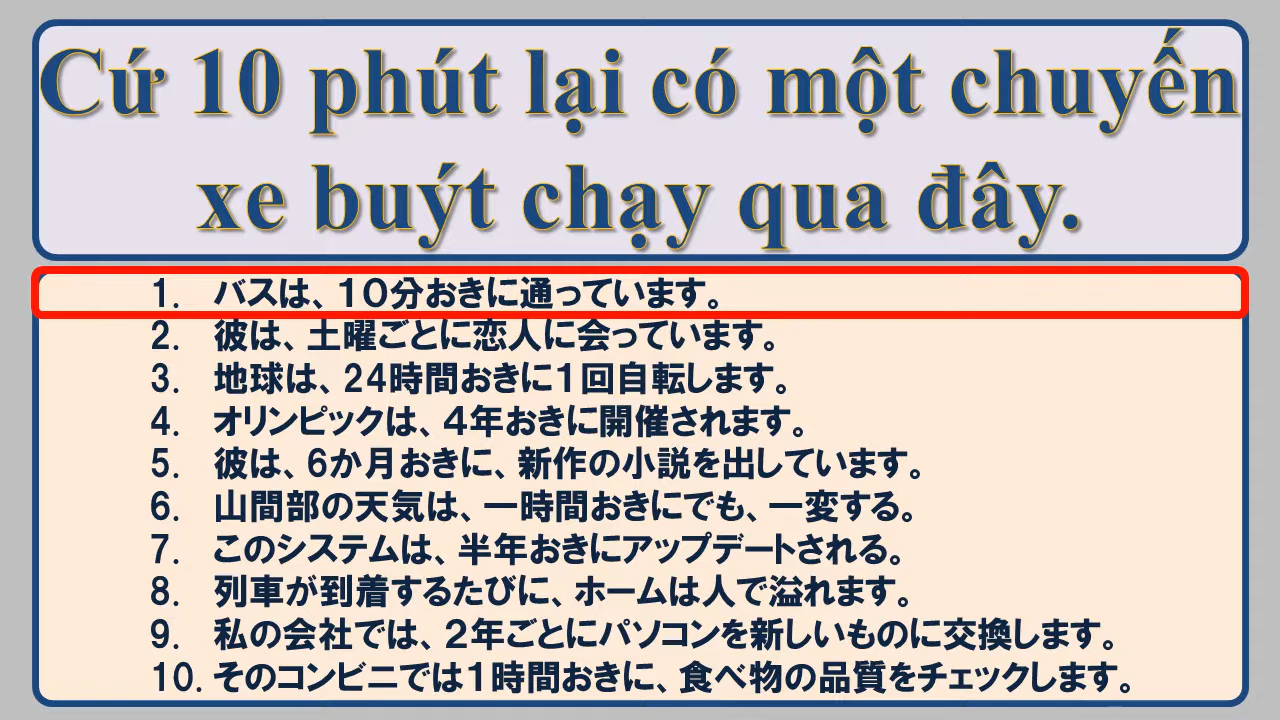 Cứ 10 phút lại có một chuyến
xe buýt chạy qua đây.
1. バスは、１０分おきに通っています。
2. 彼は、土曜ごとに恋人に会っています。
3. 地球は、24時間おきに１回自転します。
4. オリンピックは、４年おきに開催されます。
5. 彼は、６か月おきに、新作の小説を出しています。
6. 山間部の天気は、一時間おきにでも、一変する。
7. このシステムは、半年おきにアップデートされる。
8. 列車が到着するたびに、ホームは人で溢れます。
9. 私の会社では、２年ごとにパソコンを新しいものに交換します。
10. そのコンビニでは１時間おきに、食べ物の品質をチェックします。